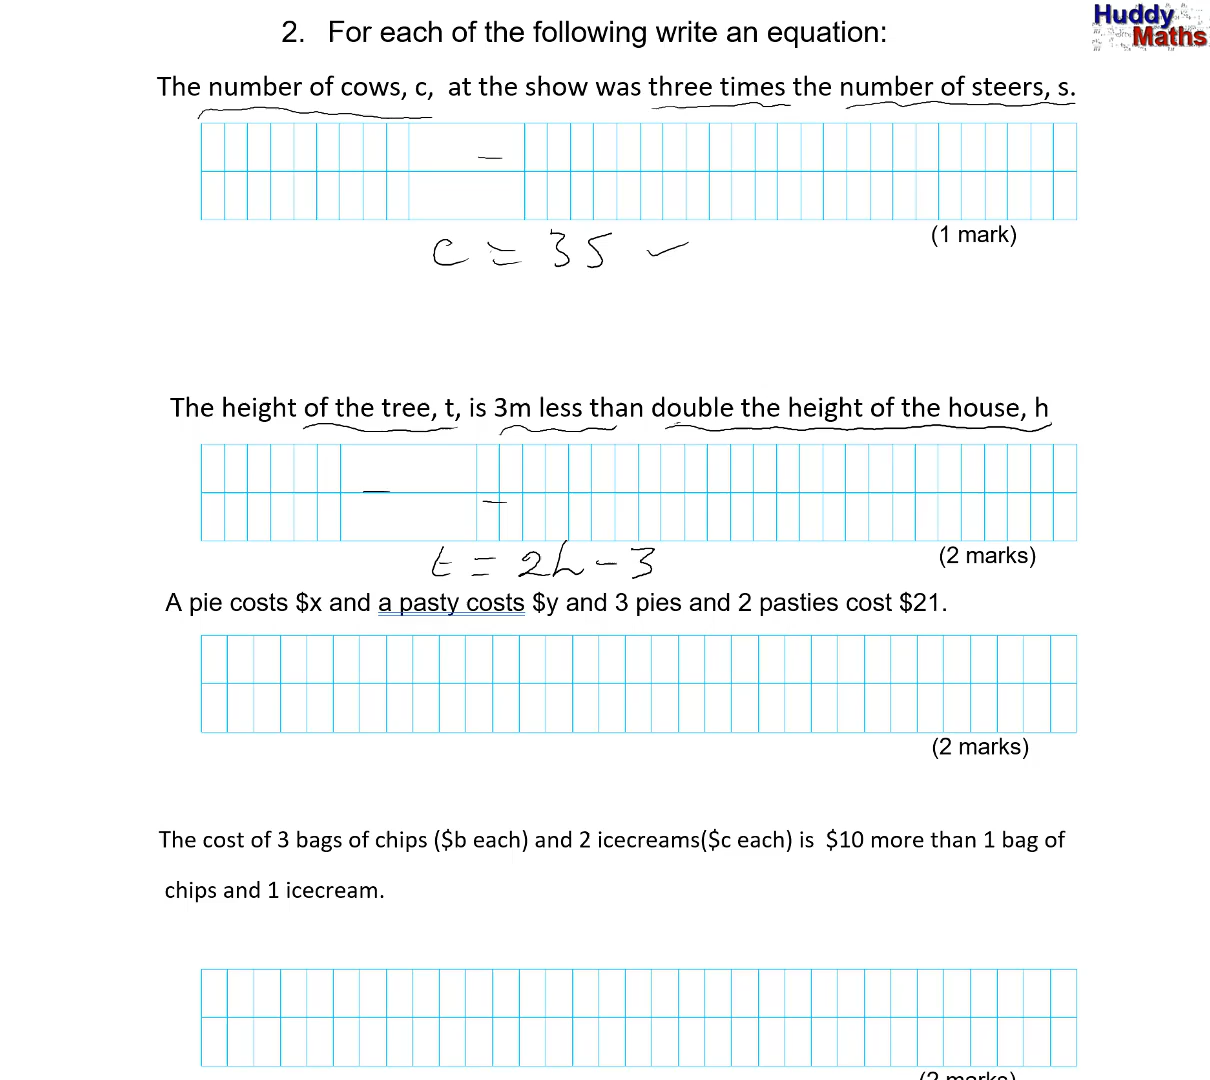 Huddy
Maths
2. For each of the following write an equation:
The number of cows, c, at the show was three times the number of steers, s.
(1 mark)
c = 3s
The height of the tree, t, is 3m less than double the height of the house, h
(2 marks)
t = 2h - 3
A pie costs $x and a pasty costs $y and 3 pies and 2 pasties cost $21.
(2 marks)
The cost of 3 bags of chips ($b each) and 2 icecreams($c each) is $10 more than 1 bag of
chips and 1 icecream.
(2 marks)